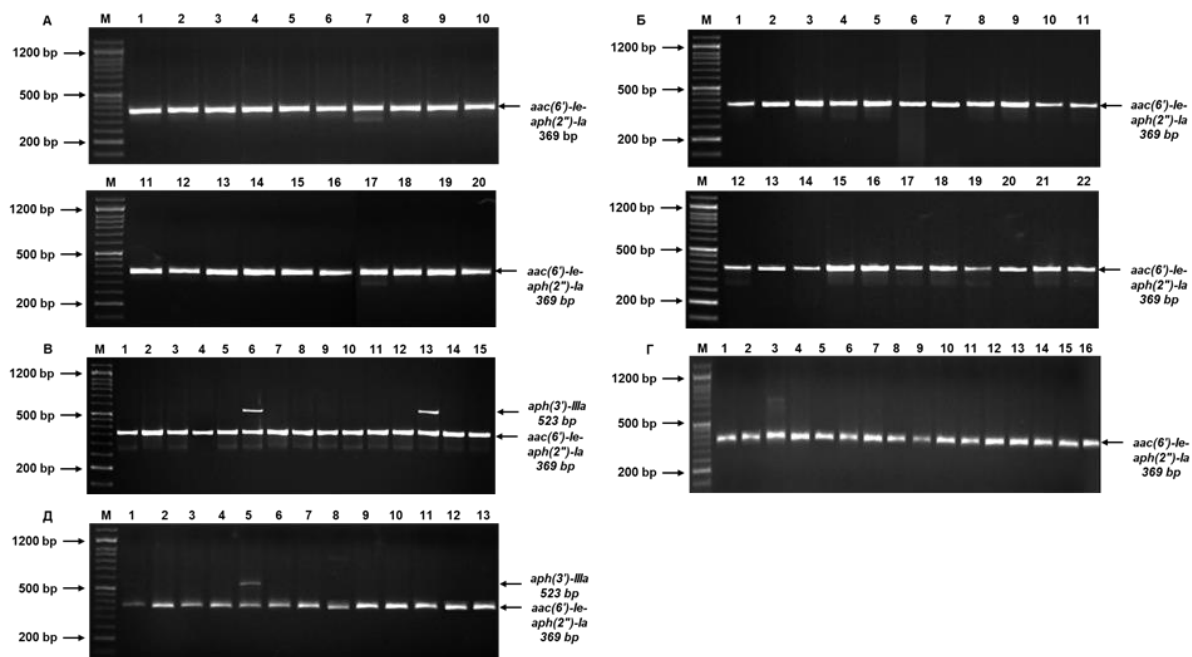 А
M 1 2 3 4 5 6 7 8 9 10
1200 bp
500 bp
200 bp
aac(6')-Ie-
aph(2")-Ia
369 bp
M 11 12 13 14 15 16 17 18 19 20
1200 bp
500 bp
200 bp
aac(6')-Ie-
aph(2")-Ia
369 bp
Б
M 1 2 3 4 5 6 7 8 9 10 11
1200 bp
500 bp
200 bp
aac(6')-Ie-
aph(2")-Ia
369 bp
M 12 13 14 15 16 17 18 19 20 21 22
1200 bp
500 bp
200 bp
aac(6')-Ie-
aph(2")-Ia
369 bp
В
M 1 2 3 4 5 6 7 8 9 10 11 12 13 14 15
1200 bp
500 bp
200 bp
aph(3')-IIIa
523 bp
aac(6')-Ie-
aph(2")-Ia
369 bp
Г
M 1 2 3 4 5 6 7 8 9 10 11 12 13 14 15 16
1200 bp
500 bp
200 bp
aac(6')-Ie-
aph(2")-Ia
369 bp
Д
M 1 2 3 4 5 6 7 8 9 10 11 12 13
1200 bp
500 bp
200 bp
aph(3')-IIIa
523 bp
aac(6')-Ie-
aph(2")-Ia
369 bp